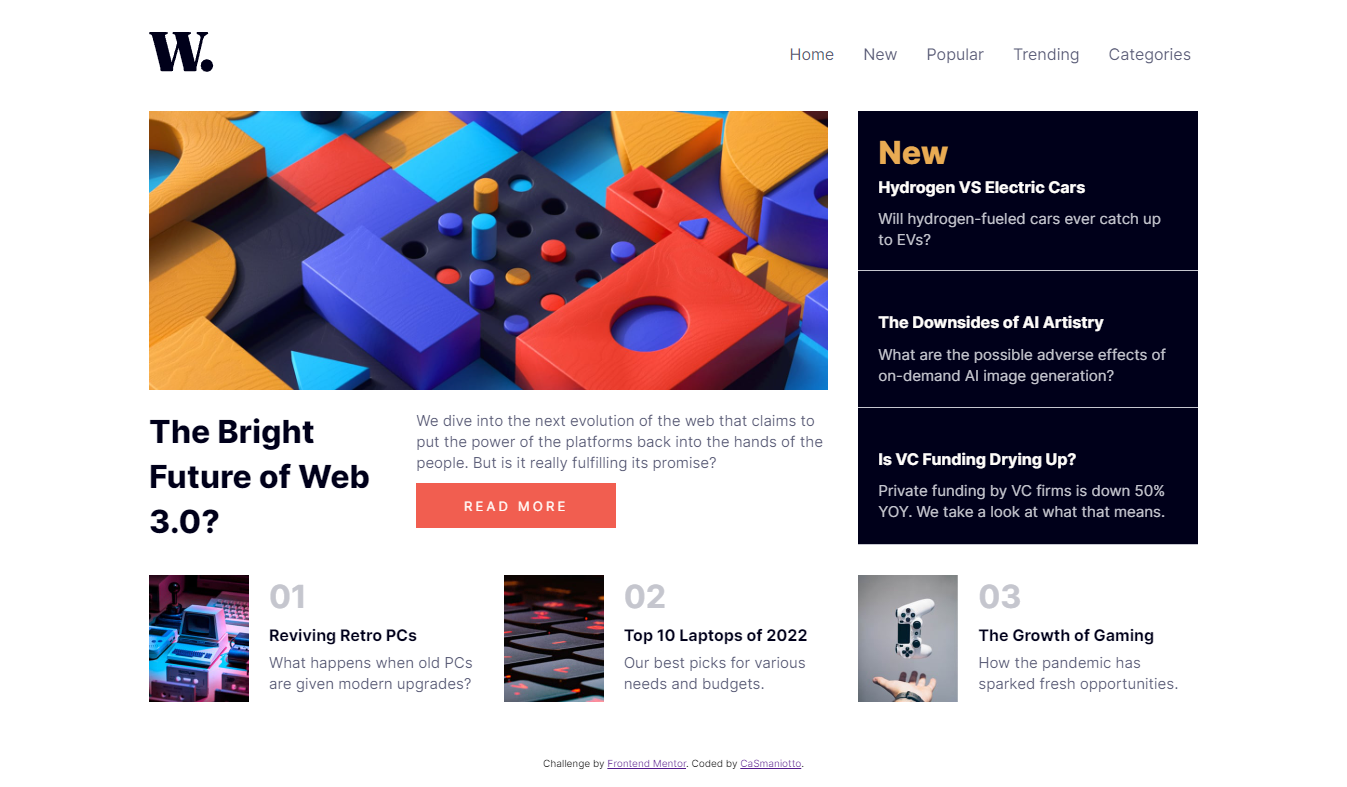 W.
Home New Popular Trending Categories
The Bright
Future of Web
3.0?
We dive into the next evolution of the web that claims to
put the power of the platforms back into the hands of the
people. But is it really fulfilling its promise?
READ MORE
New
Hydrogen VS Electric Cars
Will hydrogen-fueled cars ever catch up
to EVs?
The Downsides of AI Artistry
What are the possible adverse effects of
on-demand AI image generation?
Is VC Funding Drying Up?
Private funding by VC firms is down 50%
YOY. We take a look at what that means.
01
Reviving Retro PCs
What happens when old PCs
are given modern upgrades?
02
Top 10 Laptops of 2022
Our best picks for various
needs and budgets.
03
The Growth of Gaming
How the pandemic has
sparked fresh opportunities.
Challenge by Frontend Mentor. Coded by CaSmaniotto.